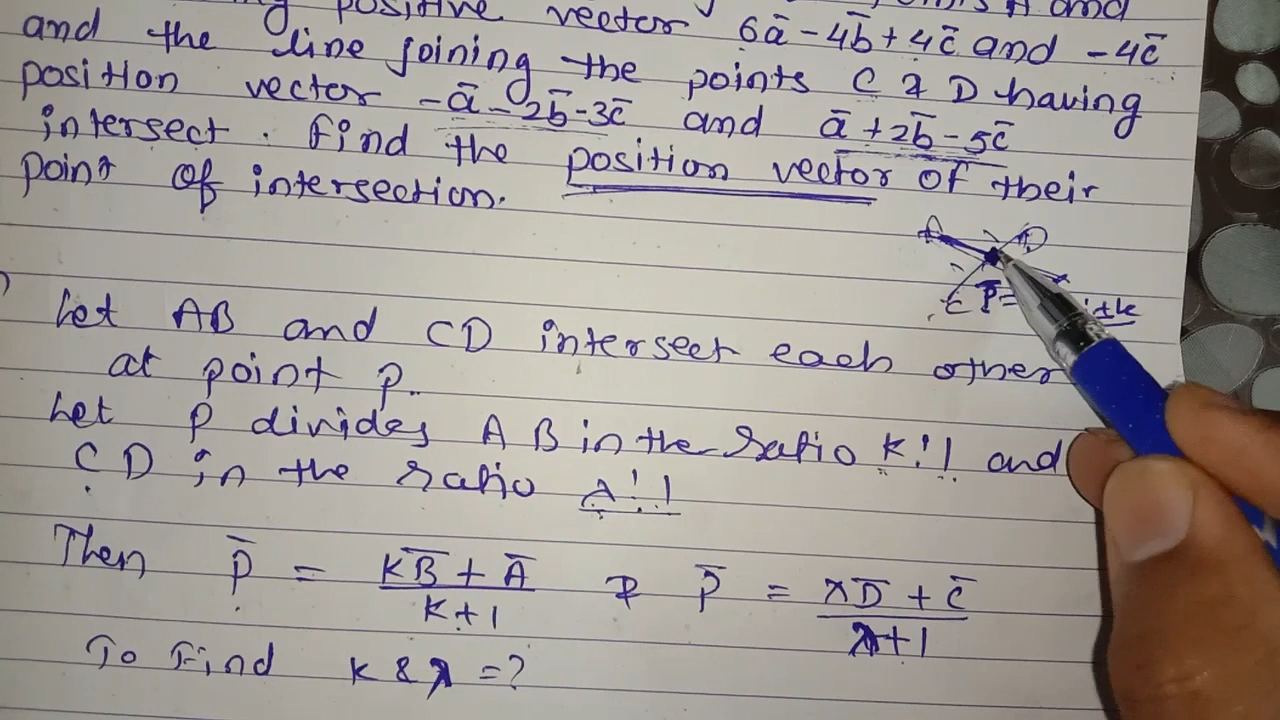 positive vector 6ā - 4b̄ + 4c̄ and -4c̄
and the line joining the points C & D having
position vector -ā - 2b̄ - 3c̄ and ā + 2b̄ - 5c̄
intersect. Find the position vector of their
point of intersection.
A D
C P̄ =
Let AB and CD intersect each other
at point P.
Let P divides AB in the ratio K:1 and
CD in the ratio λ:1
Then P̄ = KB̄ + Ā / K+1 & P̄ = λD̄ + C̄ / λ+1
To Find K & λ = ?